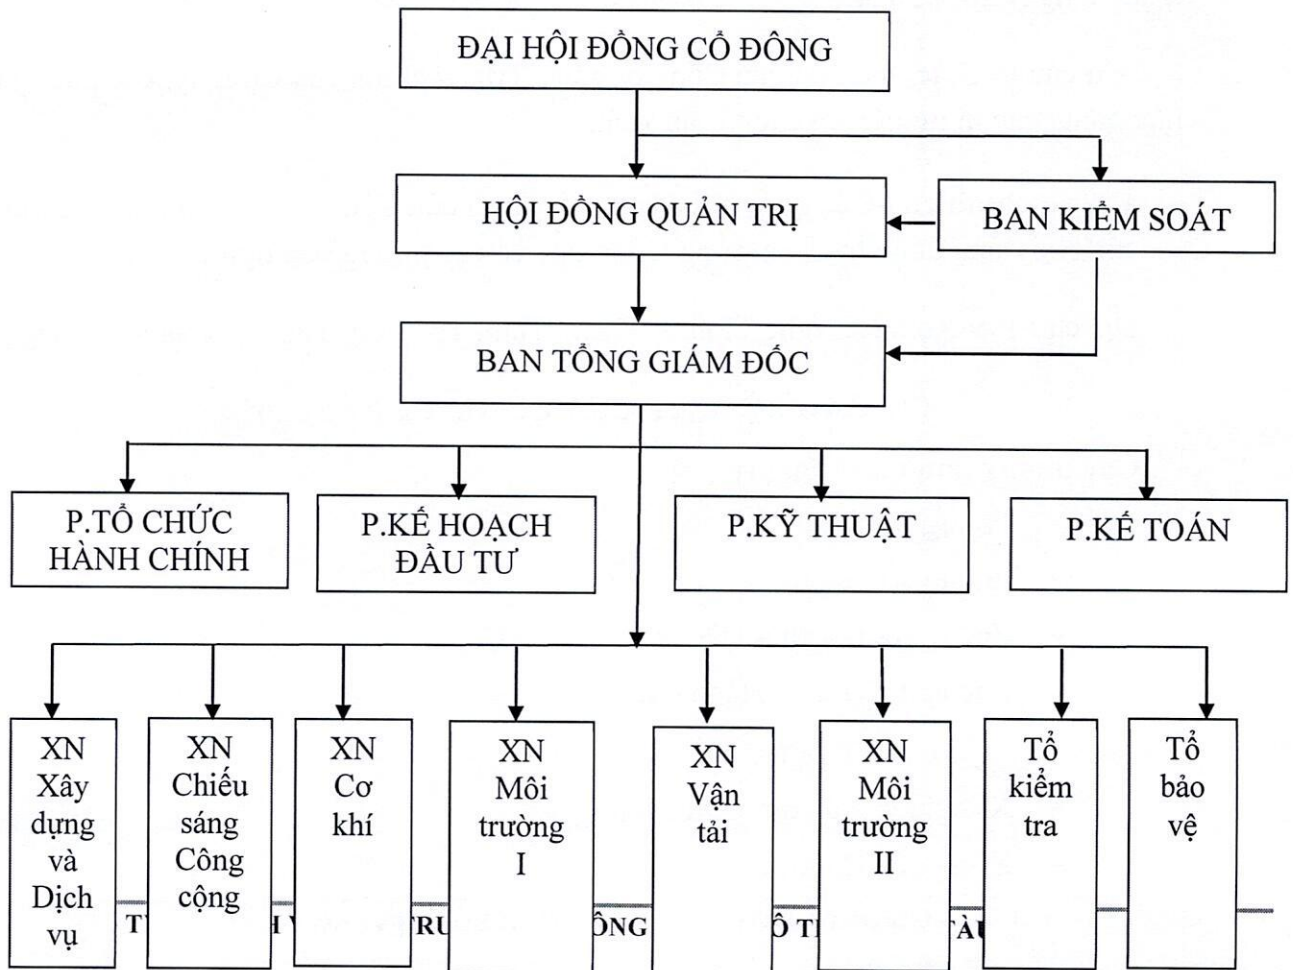 ĐẠI HỘI ĐỒNG CỔ ĐÔNG
HỘI ĐỒNG QUẢN TRỊ
BAN KIỂM SOÁT
BAN TỔNG GIÁM ĐỐC
P.TỔ CHỨC
HÀNH CHÍNH
P.KẾ HOẠCH
ĐẦU TƯ
P.KỸ THUẬT
P.KẾ TOÁN
XN
Xây
dựng
và
Dịch
vụ
XN
Chiếu
sáng
Công
cộng
XN
Cơ
khí
XN
Môi
trường
I
XN
Vận
tải
XN
Môi
trường
II
Tổ
kiểm
tra
Tổ
bảo
vệ